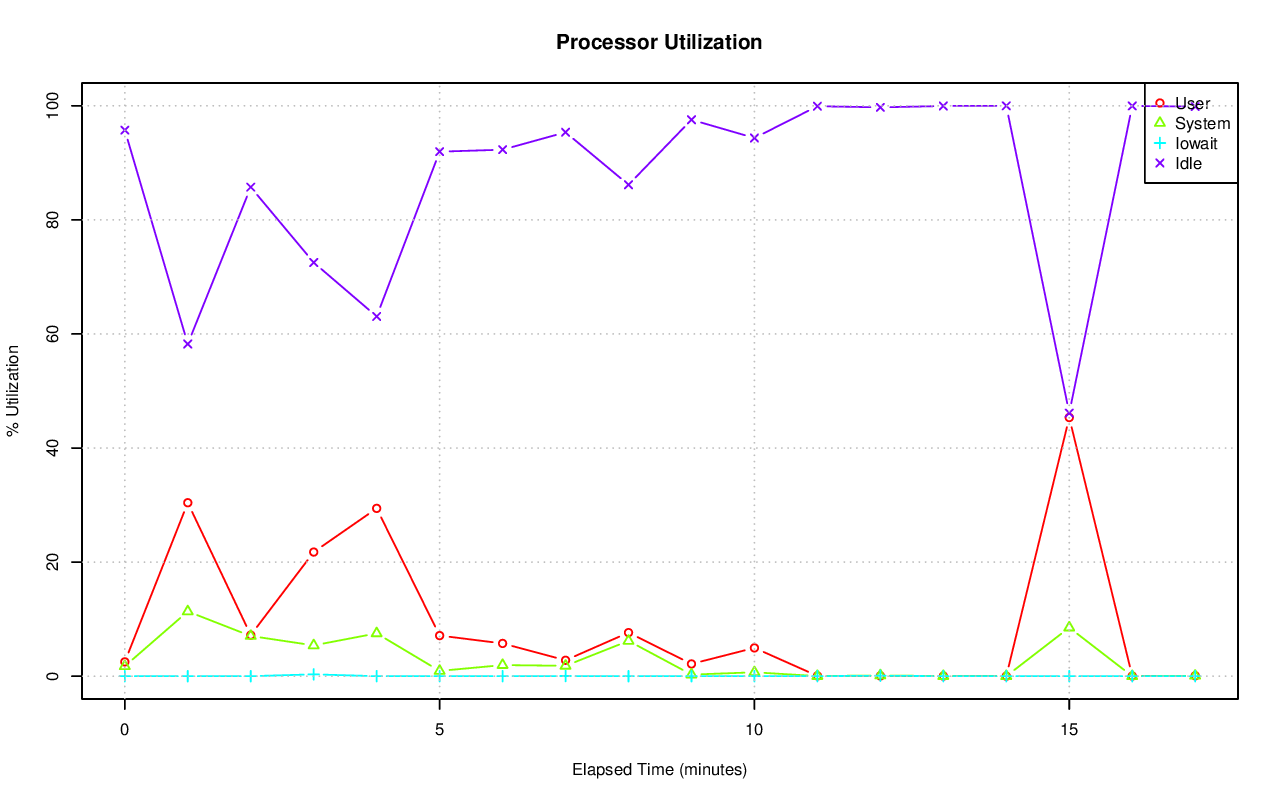 Processor Utilization
% Utilization
100
80
60
40
20
0
User
System
Iowait
Idle
0 5 10 15
Elapsed Time (minutes)